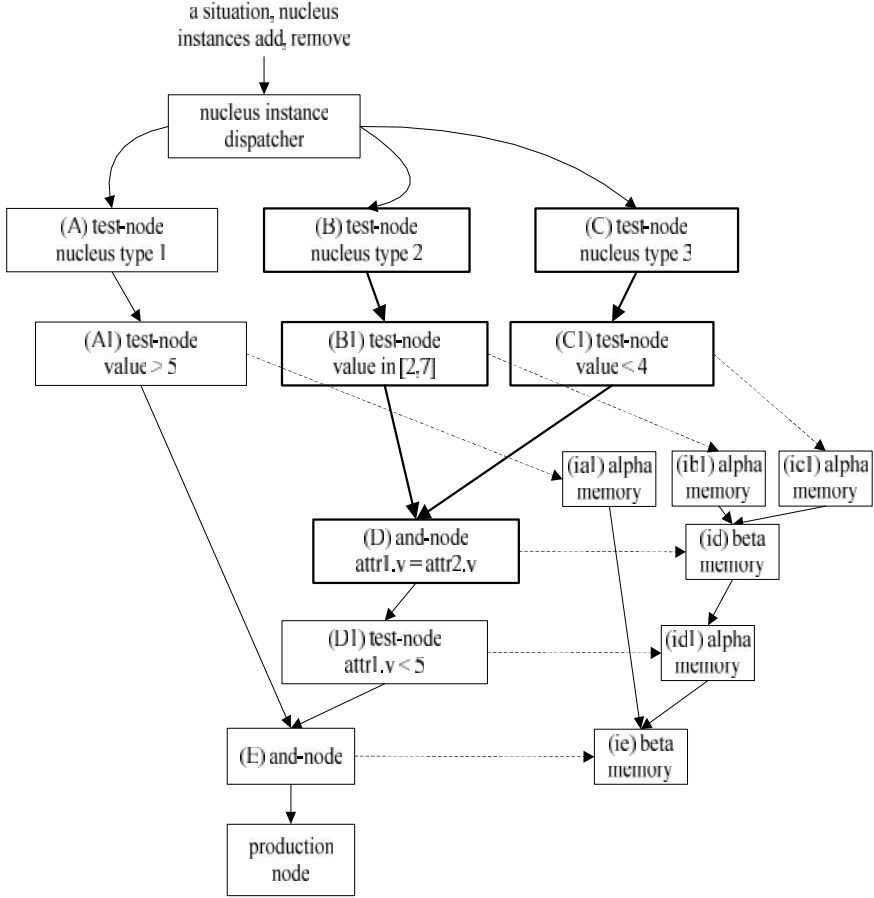 a situation, nucleus
instances add, remove
nucleus instance
dispatcher
(A) test-node
nucleus type 1
(B) test-node
nucleus type 2
(C) test-node
nucleus type 3
(A1) test-node
value > 5
(B1) test-node
value in [2,7]
(C1) test-node
value < 4
(ia1) alpha
memory
(ib1) alpha
memory
(ic1) alpha
memory
(D) and-node
attr1.v = attr2.v
(id) beta
memory
(D1) test-node
attr1.v < 5
(id1) alpha
memory
(E) and-node
(ie) beta
memory
production
node